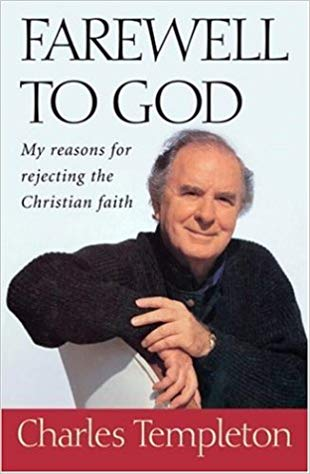 FAREWELL
TO GOD
My reasons for
rejecting the
Christian faith
Charles Templeton